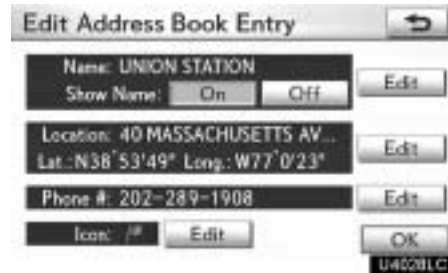 Edit Address Book Entry
Name: UNION STATION
Edit
Show Name: On Off
Location: 40 MASSACHUSETTS AV...
Edit
Lat.:N38°53'49" Long.:W77°0'23"
Phone #: 202-289-1908
Edit
Icon: Edit
OK
U4028LC